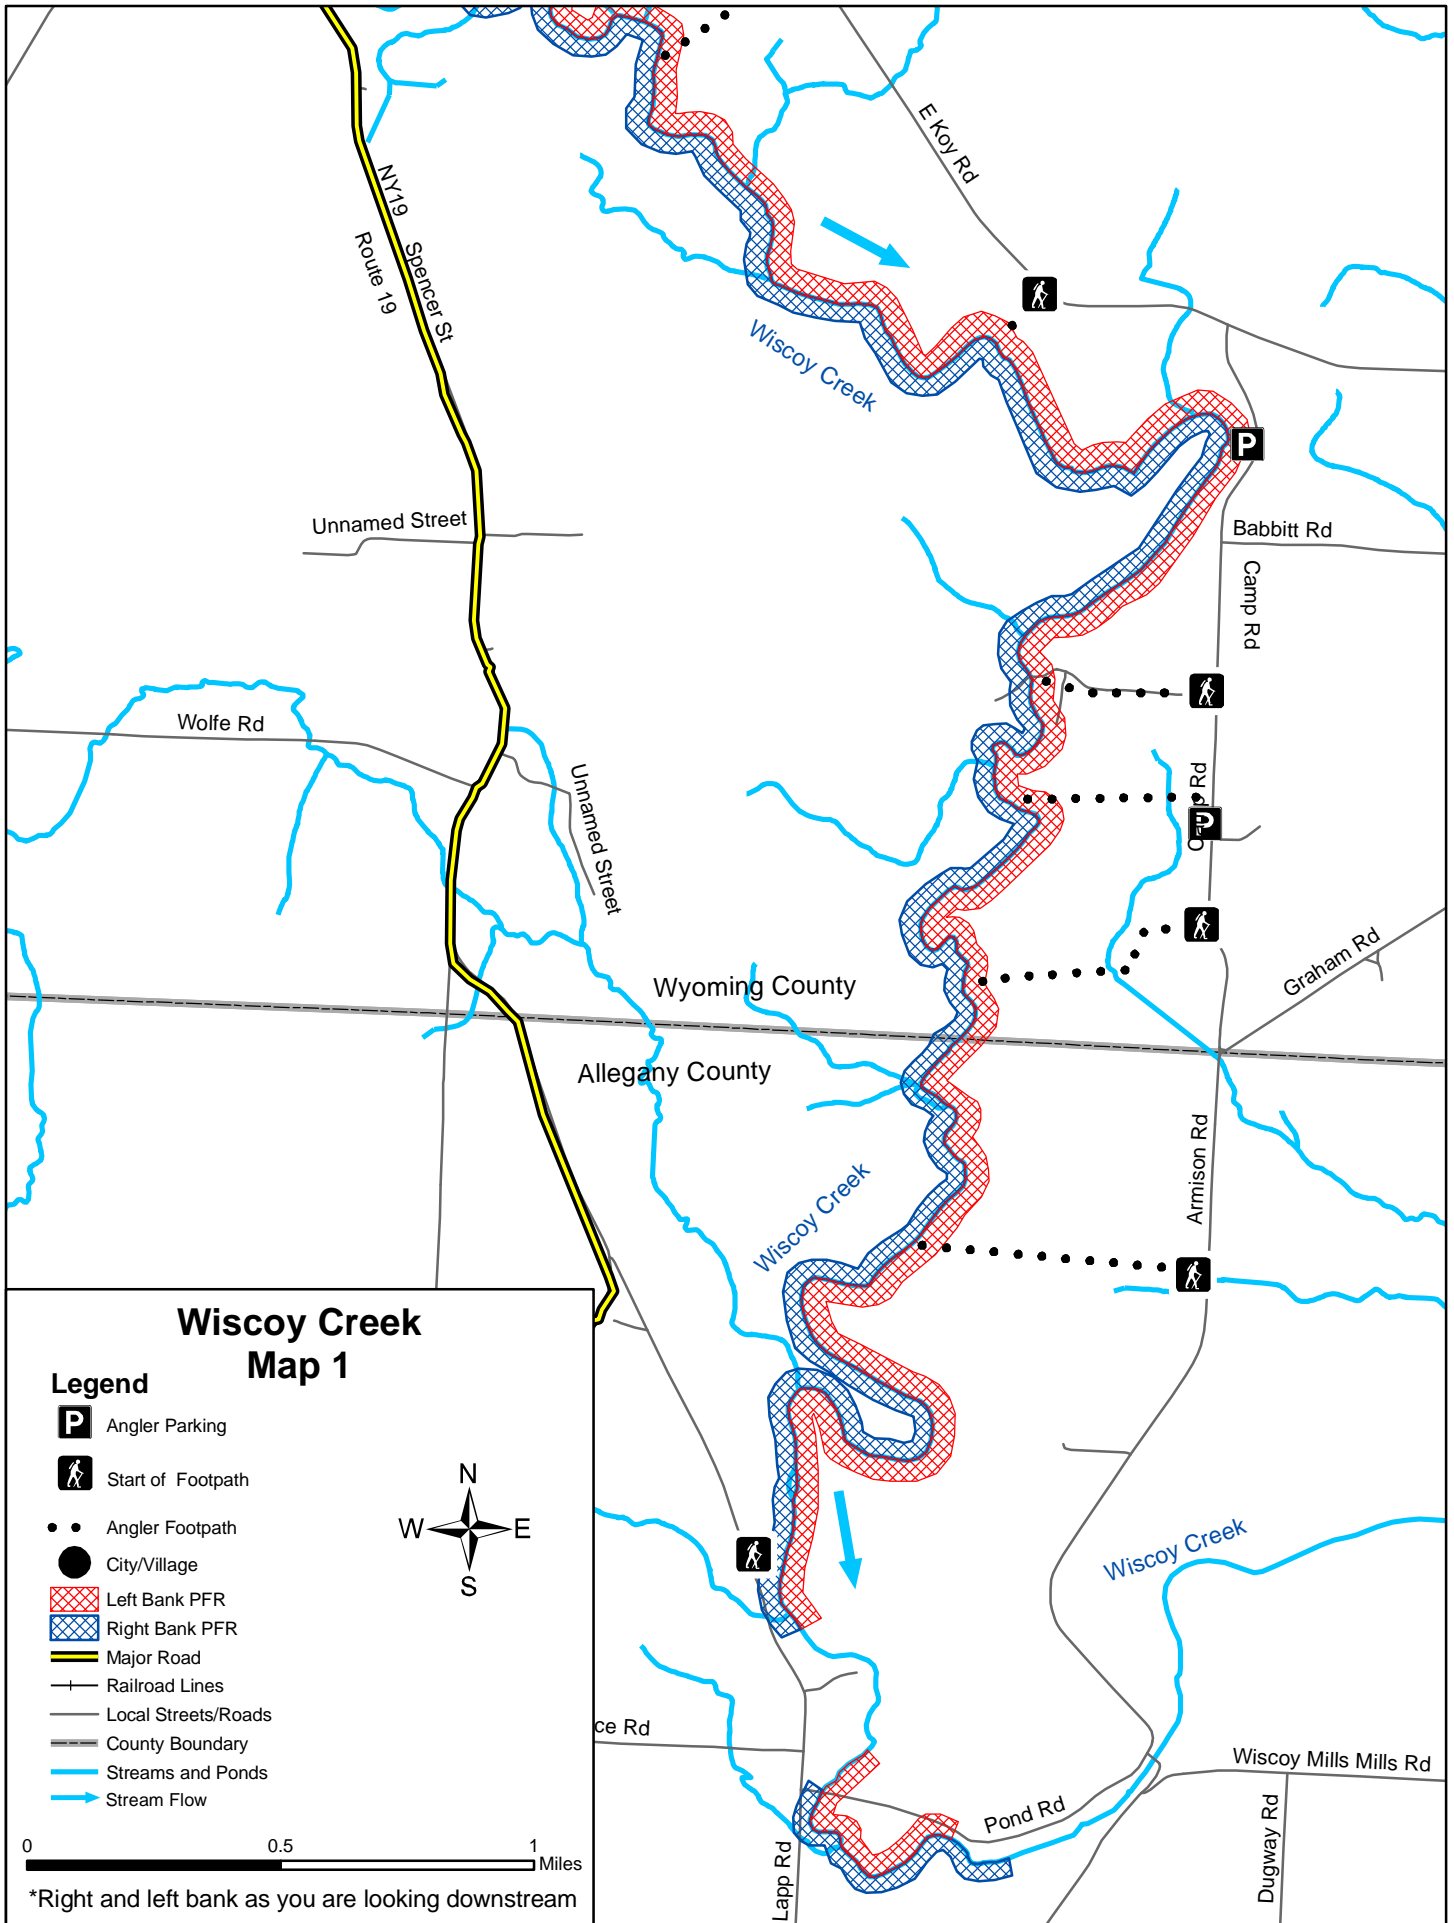 E Koy Rd
NY19
Spencer St
Route 19
Wiscoy Creek
P
Unnamed Street
Babbitt Rd
Camp Rd
Wolfe Rd
Unnamed Street
P
Graham Rd
Wyoming County
Allegany County
Armison Rd
Wiscoy Creek
Wiscoy Creek
ce Rd
Wiscoy Mills Mills Rd
Pond Rd
Lapp Rd
Dugway Rd
Wiscoy Creek
Map 1
Legend
P Angler Parking
Start of Footpath
Angler Footpath
City/Village
Left Bank PFR
Right Bank PFR
Major Road
Railroad Lines
Local Streets/Roads
County Boundary
Streams and Ponds
Stream Flow
N
W E
S
0 0.5 1
Miles
*Right and left bank as you are looking downstream